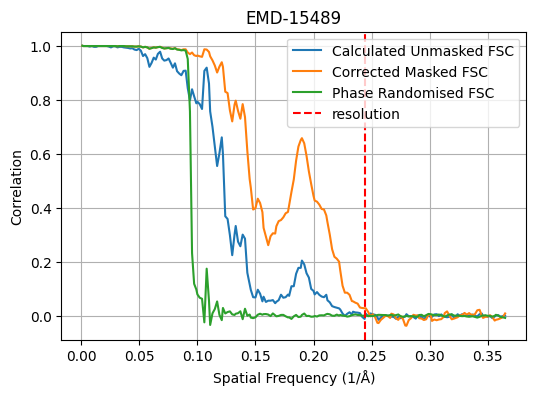 EMD-15489
Calculated Unmasked FSC
Corrected Masked FSC
Phase Randomised FSC
resolution
Correlation
1.0
0.8
0.6
0.4
0.2
0.0
0.00 0.05 0.10 0.15 0.20 0.25 0.30 0.35
Spatial Frequency (1/Å)